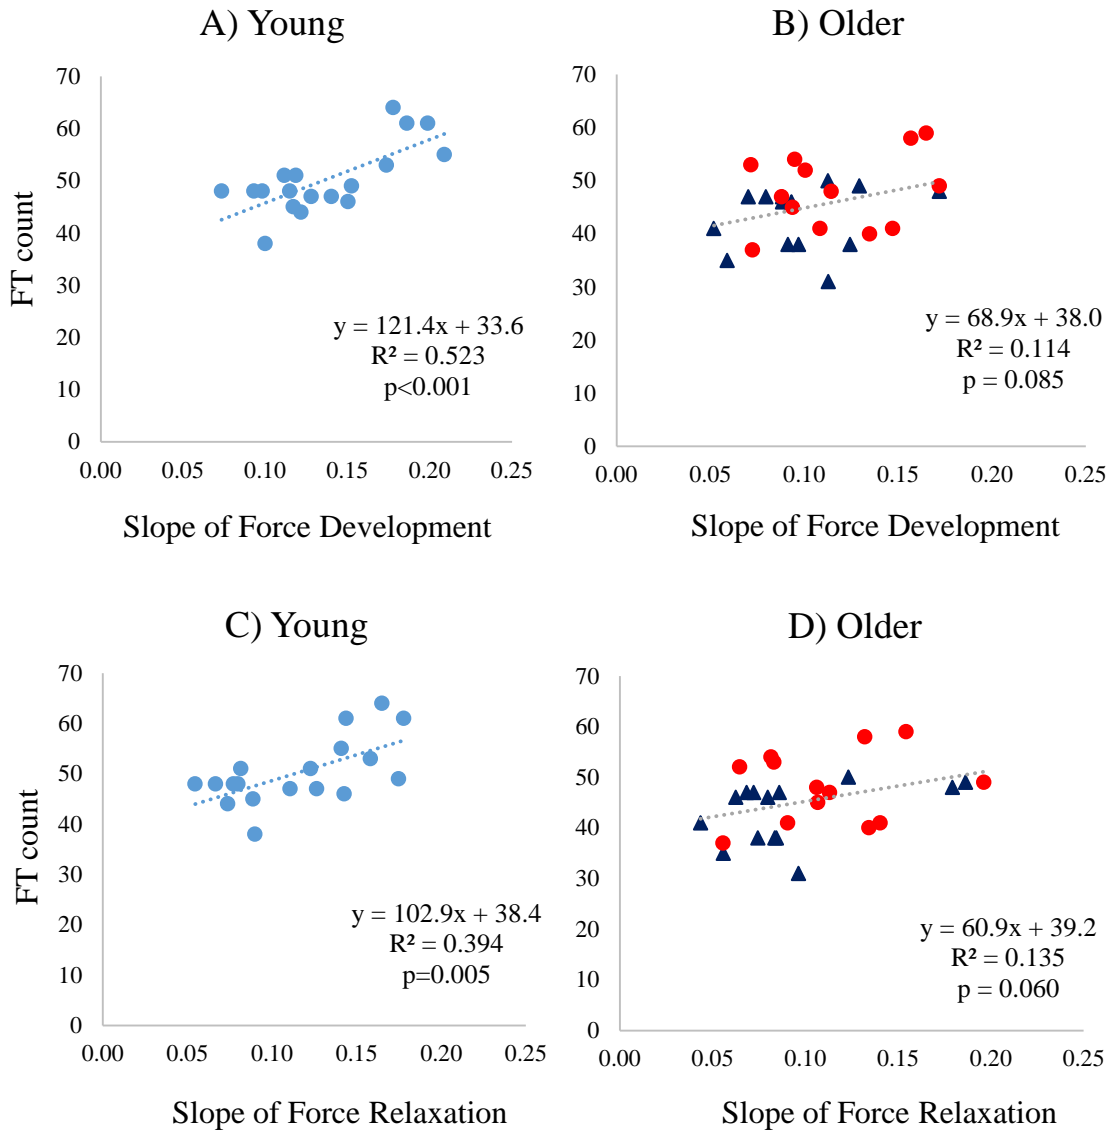 A) Young
70
60
50
40
30
20
10
0
0.00 0.05 0.10 0.15 0.20 0.25
FT count
y = 121.4x + 33.6
R² = 0.523
p<0.001
Slope of Force Development
B) Older
70
60
50
40
30
20
10
0
0.00 0.05 0.10 0.15 0.20 0.25
y = 68.9x + 38.0
R² = 0.114
p = 0.085
Slope of Force Development
C) Young
70
60
50
40
30
20
10
0
0.00 0.05 0.10 0.15 0.20 0.25
FT count
y = 102.9x + 38.4
R² = 0.394
p=0.005
Slope of Force Relaxation
D) Older
70
60
50
40
30
20
10
0
0.00 0.05 0.10 0.15 0.20 0.25
y = 60.9x + 39.2
R² = 0.135
p = 0.060
Slope of Force Relaxation